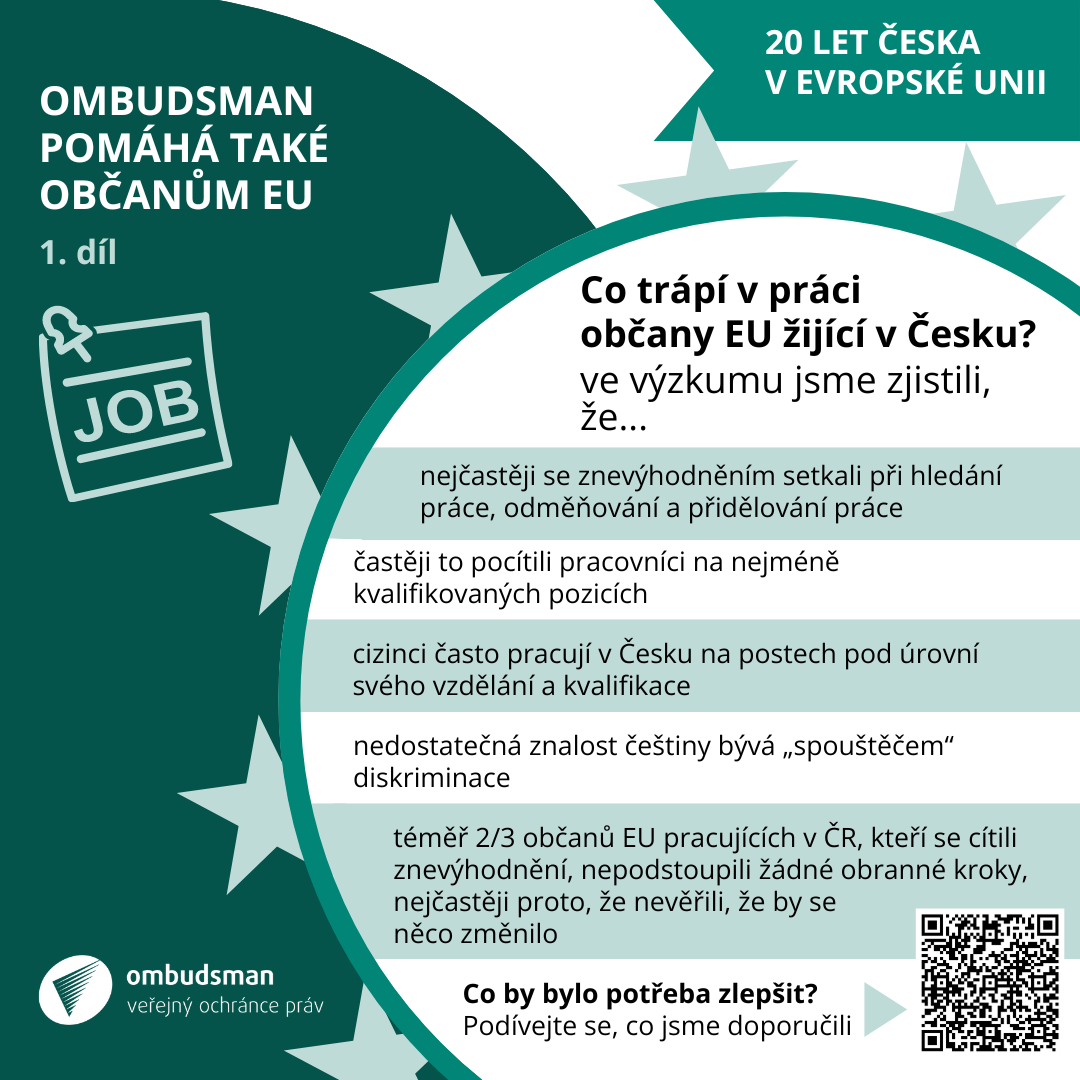 20 LET ČESKA
V EVROPSKÉ UNII
OMBUDSMAN
POMÁHÁ TAKÉ
OBČANŮM EU
1. díl
JOB
Co trápí v práci
občany EU žijící v Česku?
ve výzkumu jsme zjistili,
že...
nejčastěji se znevýhodněním setkali při hledání
práce, odměňování a přidělování práce
častěji to pocítili pracovníci na nejméně
kvalifikovaných pozicích
cizinci často pracují v Česku na postech pod úrovní
svého vzdělání a kvalifikace
nedostatečná znalost češtiny bývá „spouštěčem“
diskriminace
téměř 2/3 občanů EU pracujících v ČR, kteří se cítili
znevýhodnění, nepodstoupili žádné obranné kroky,
nejčastěji proto, že nevěřili, že by se
něco změnilo
Co by bylo potřeba zlepšit?
Podívejte se, co jsme doporučili
ombudsman
veřejný ochránce práv